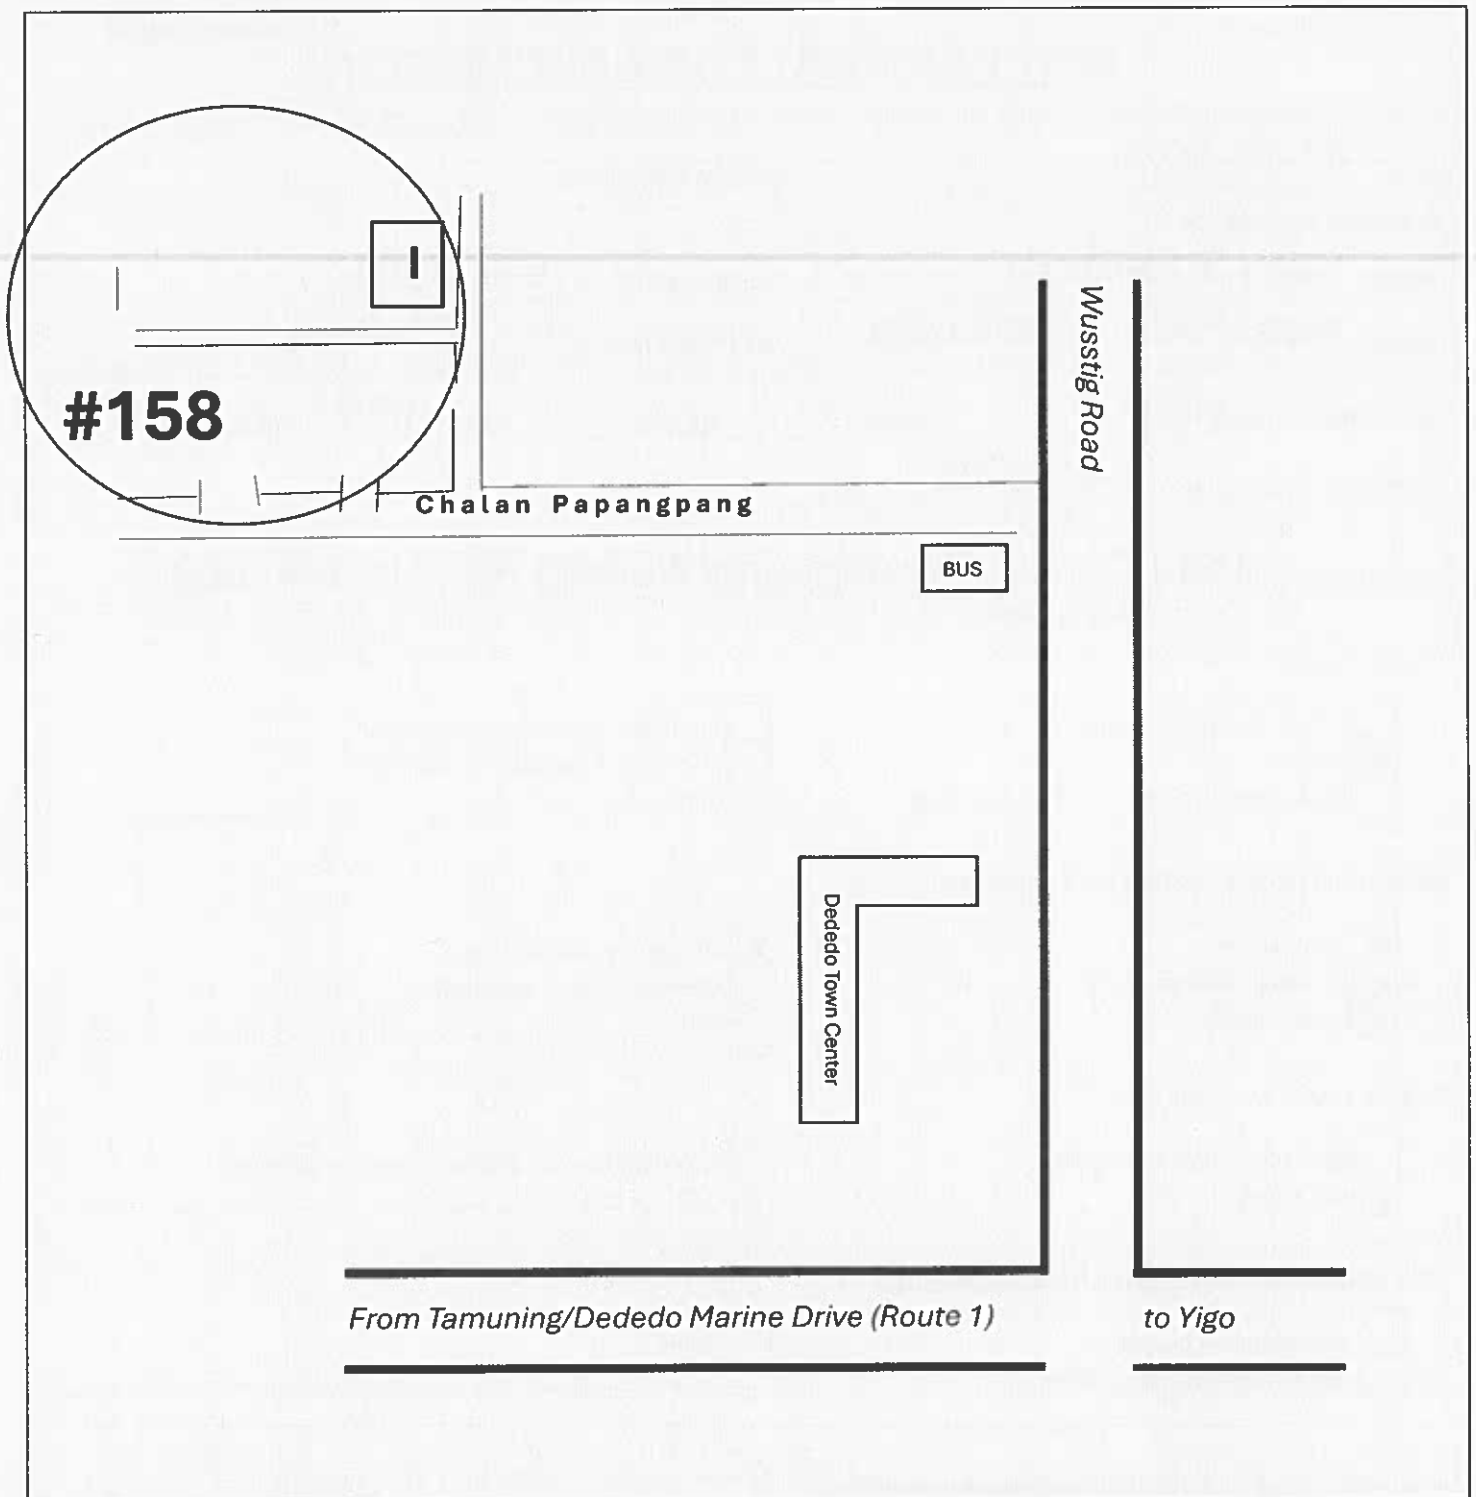 I
Wusstig Road
#158
Chalan Papangpang
BUS
Dededo Town Center
From Tamuning/Dededo Marine Drive (Route 1)
to Yigo